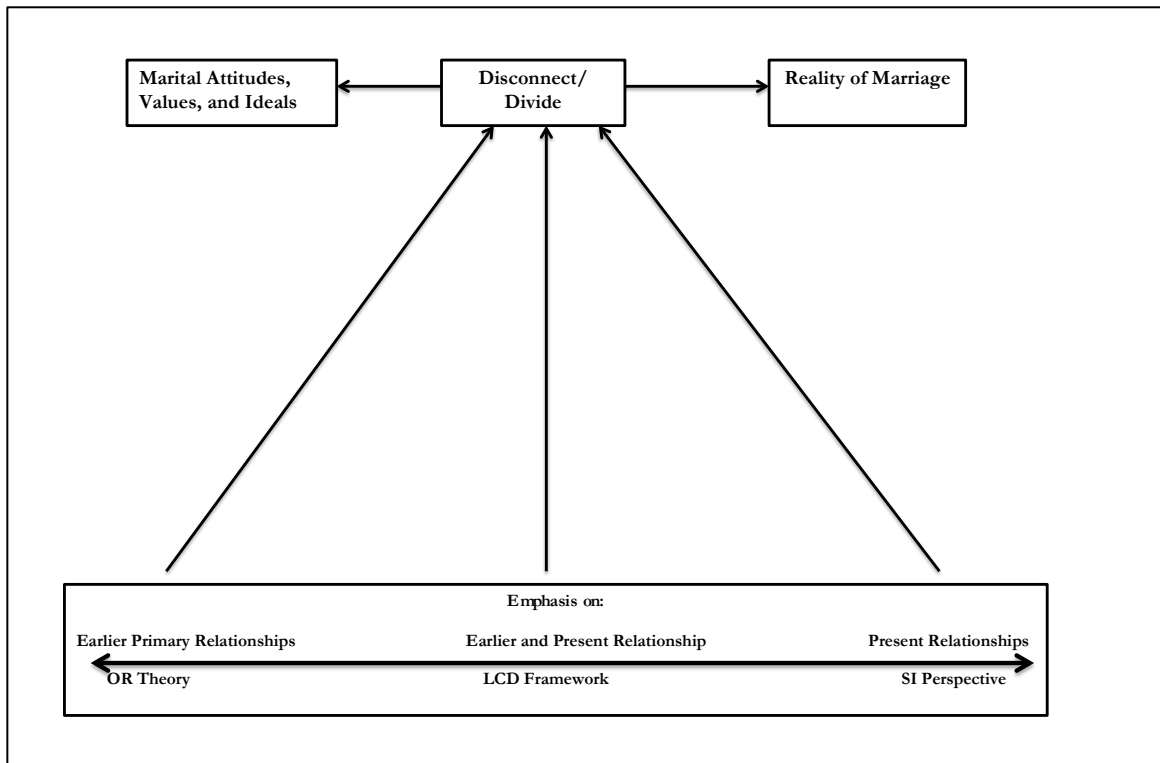 Marital Attitudes,
Values, and Ideals
Disconnect/
Divide
Reality of Marriage
Emphasis on:
Earlier Primary Relationships
Earlier and Present Relationship
Present Relationships
OR Theory
LCD Framework
SI Perspective